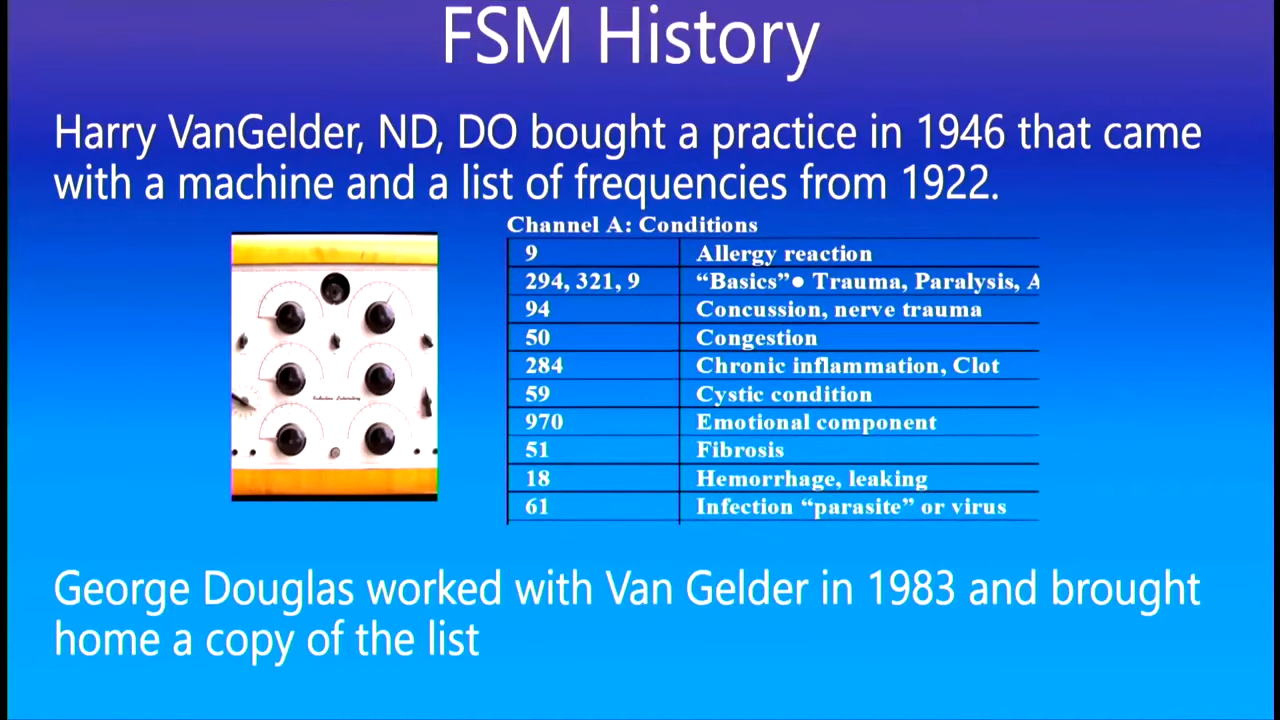 FSM History
Harry VanGelder, ND, DO bought a practice in 1946 that came
with a machine and a list of frequencies from 1922.
Channel A: Conditions
9 Allergy reaction
294, 321, 9 “Basics”● Trauma, Paralysis, A
94 Concussion, nerve trauma
50 Congestion
284 Chronic inflammation, Clot
59 Cystic condition
970 Emotional component
51 Fibrosis
18 Hemorrhage, leaking
61 Infection “parasite” or virus
George Douglas worked with Van Gelder in 1983 and brought
home a copy of the list